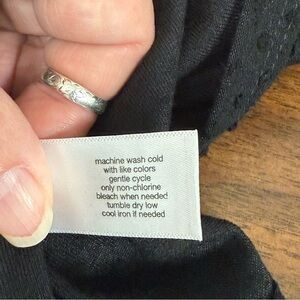 machine wash cold
with like colors
gentle cycle
only non-chlorine
bleach when needed
tumble dry low
cool iron if needed